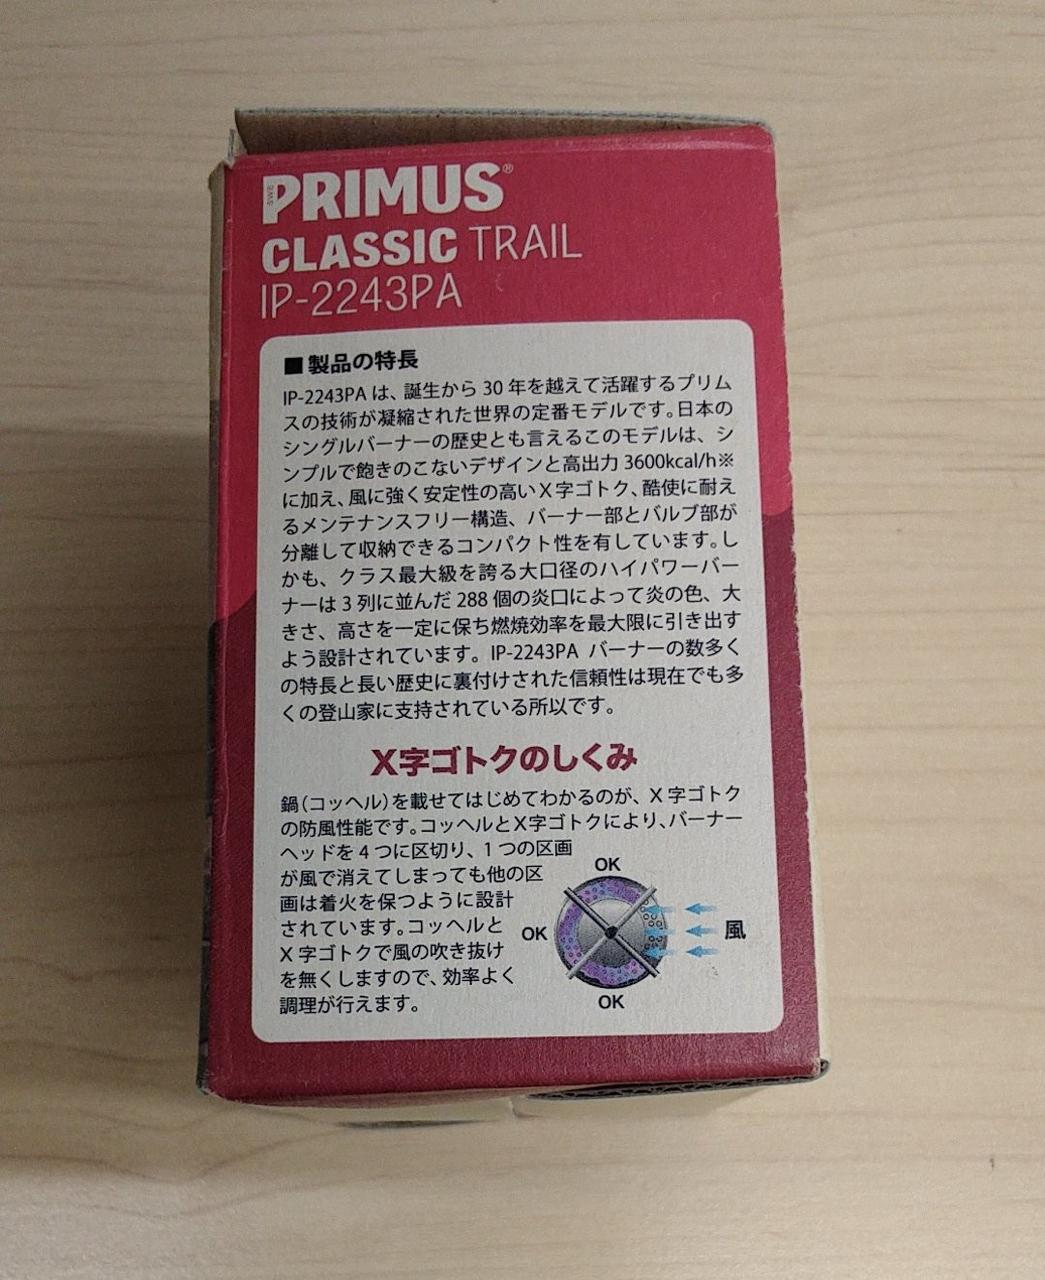 SWE PRIMUS®
CLASSIC TRAIL
IP-2243PA
■ 製品の特長
IP-2243PA は、誕生から 30 年を越えて活躍するプリム
スの技術が凝縮された世界の定番モデルです。日本の
シングルバーナーの歴史とも言えるこのモデルは、シ
ンプルで飽きのこないデザインと高出力 3600kcal/h※
に加え、風に強く安定性の高いX字ゴトク、酷使に耐え
るメンテナンスフリー構造、バーナー部とバルブ部が
分離して収納できるコンパクト性を有しています。し
かも、クラス最大級を誇る大口径のハイパワーバー
ナーは 3 列に並んだ 288 個の炎口によって炎の色、大
きさ、高さを一定に保ち燃焼効率を最大限に引き出す
よう設計されています。IP-2243PA バーナーの数多く
の特長と長い歴史に裏付けされた信頼性は現在でも多
くの登山家に支持されている所以です。
X字ゴトクのしくみ
鍋（コッヘル）を載せてはじめてわかるのが、X 字ゴトク
の防風性能です。コッヘルとX字ゴトクにより、バーナー
ヘッドを 4 つに区切り、1 つの区画
が風で消えてしまっても他の区
画は着火を保つように設計
されています。コッヘルと
X 字ゴトクで風の吹き抜け
を無くしますので、効率よく
調理が行えます。
OK
OK
風
OK